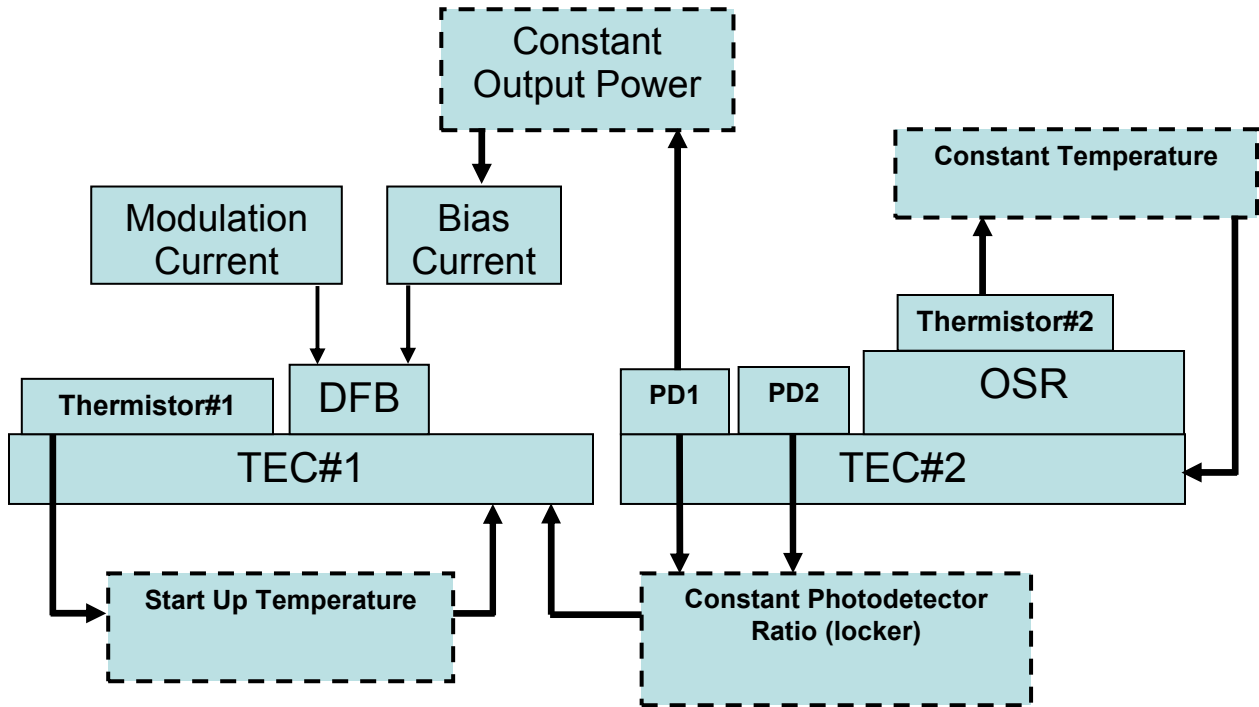 Constant
Output Power
Constant Temperature
Modulation
Current
Bias
Current
Thermistor#2
Thermistor#1
DFB
PD1
PD2
OSR
TEC#1
TEC#2
Start Up Temperature
Constant Photodetector
Ratio (locker)